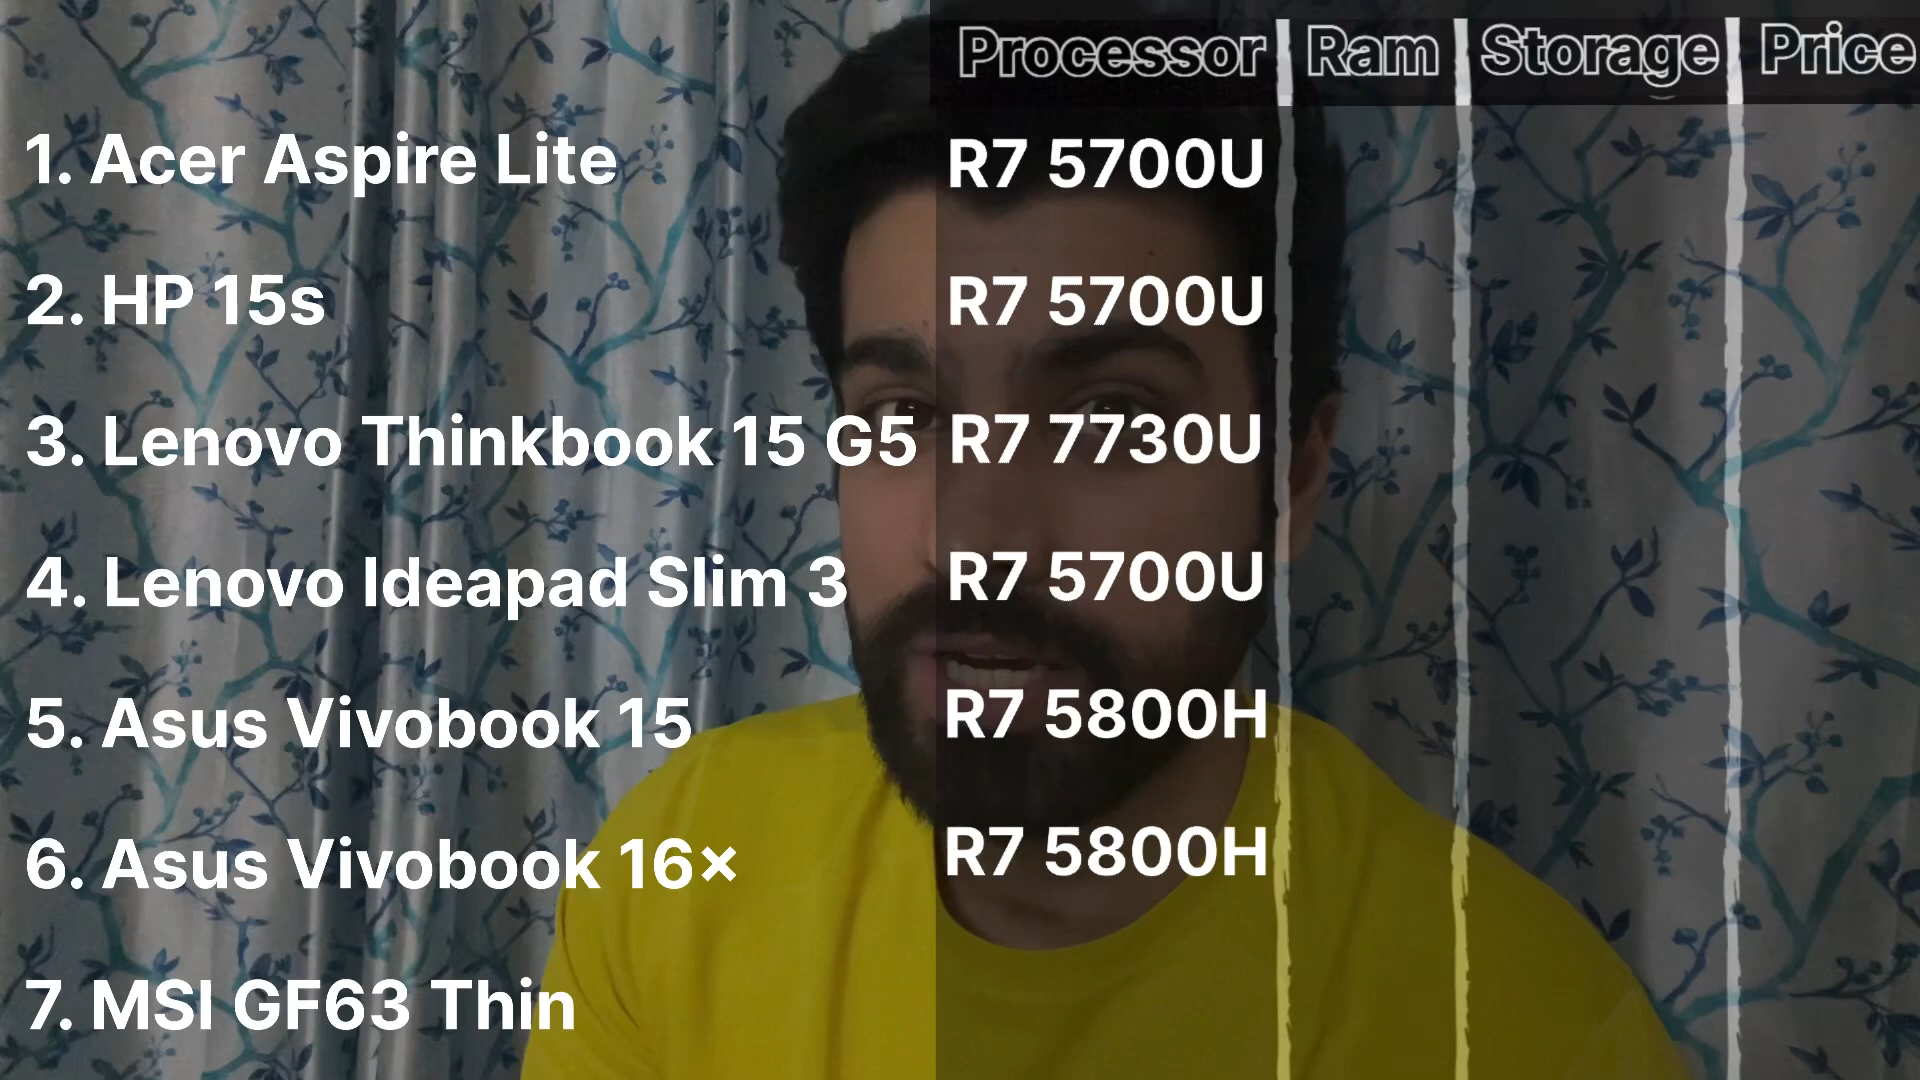 Processor Ram Storage Price
1. Acer Aspire Lite R7 5700U
2. HP 15s R7 5700U
3. Lenovo Thinkbook 15 G5 R7 7730U
4. Lenovo Ideapad Slim 3 R7 5700U
5. Asus Vivobook 15 R7 5800H
6. Asus Vivobook 16× R7 5800H
7. MSI GF63 Thin